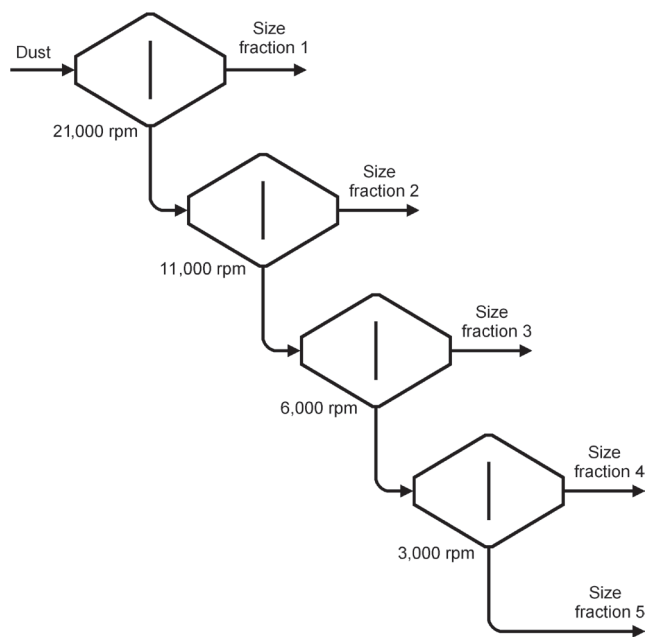 Dust
Size
fraction 1
21,000 rpm
Size
fraction 2
11,000 rpm
Size
fraction 3
6,000 rpm
Size
fraction 4
3,000 rpm
Size
fraction 5